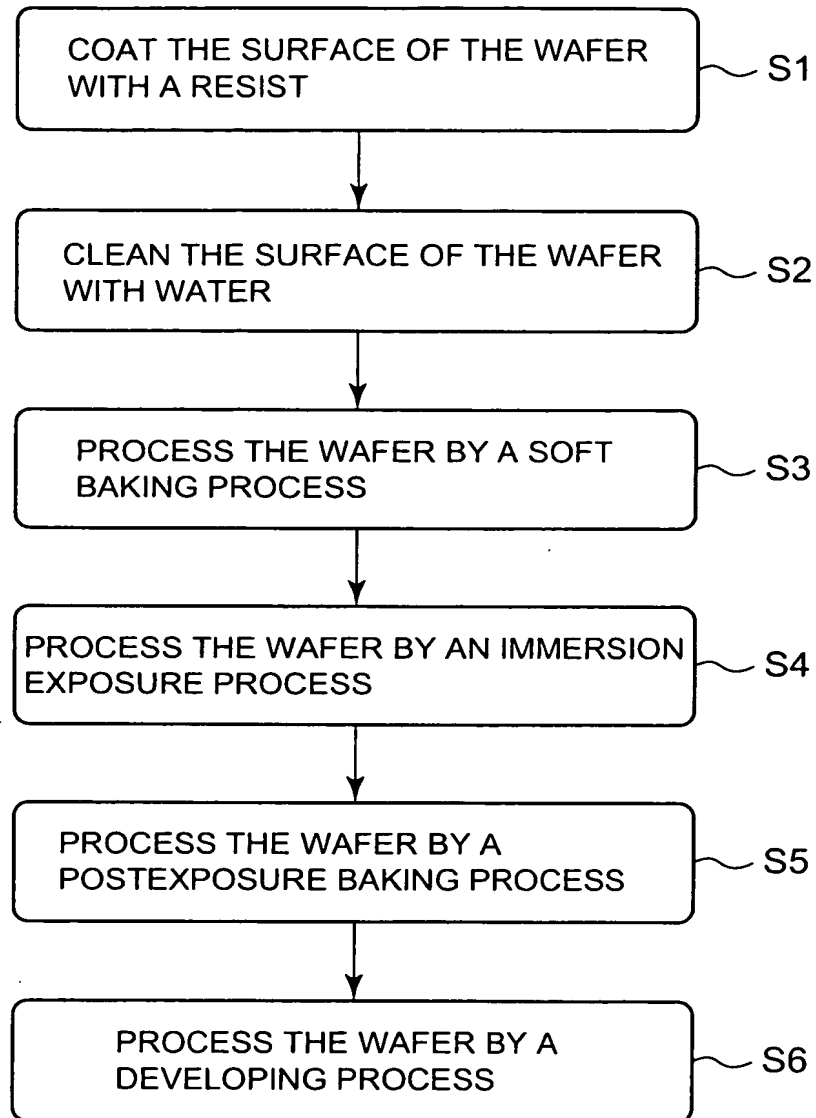 COAT THE SURFACE OF THE WAFER
WITH A RESIST
S1
CLEAN THE SURFACE OF THE WAFER
WITH WATER
S2
PROCESS THE WAFER BY A SOFT
BAKING PROCESS
S3
PROCESS THE WAFER BY AN IMMERSION
EXPOSURE PROCESS
S4
PROCESS THE WAFER BY A
POSTEXPOSURE BAKING PROCESS
S5
PROCESS THE WAFER BY A
DEVELOPING PROCESS
S6